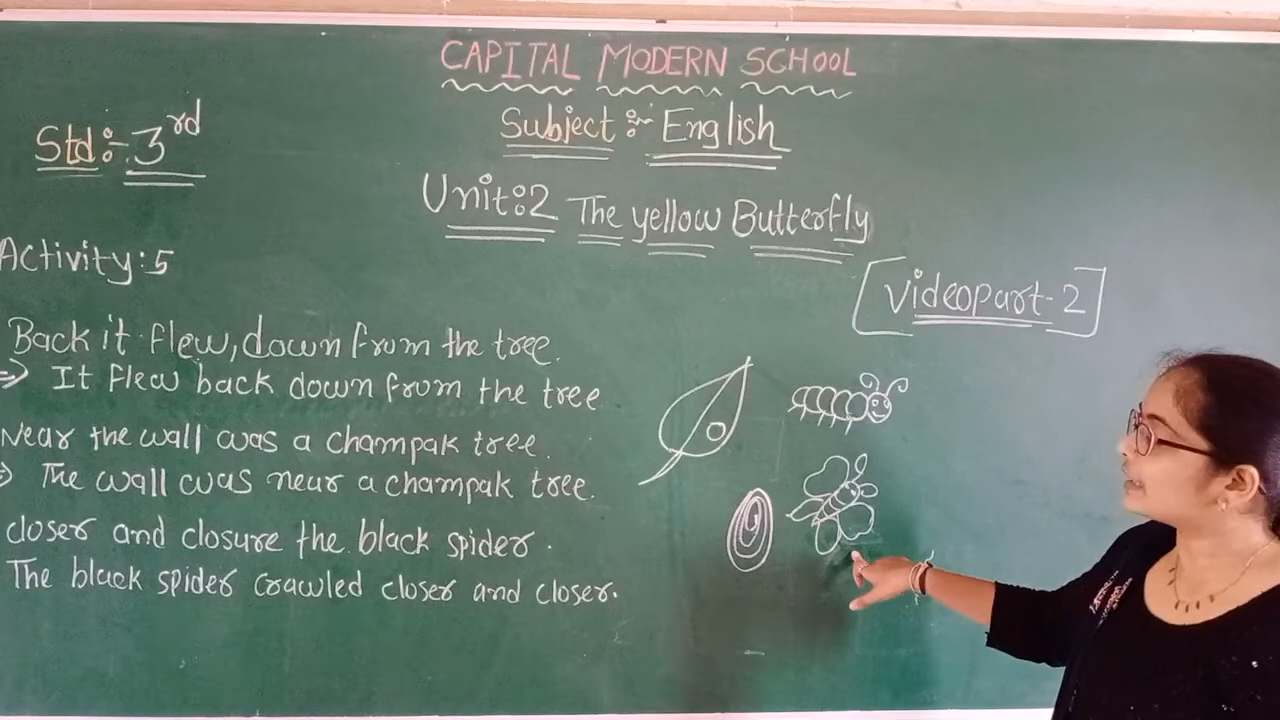 CAPITAL MODERN SCHOOL
Std:- 3rd
Subject :- English
Unit:2 The yellow Butterfly
Activity:5
[videopart-2]
Back it flew, down from the tree.
=> It flew back down from the tree
Near the wall was a champak tree.
=> The wall was near a champak tree.
closer and closure the black spider.
The black spider crawled closer and closer.